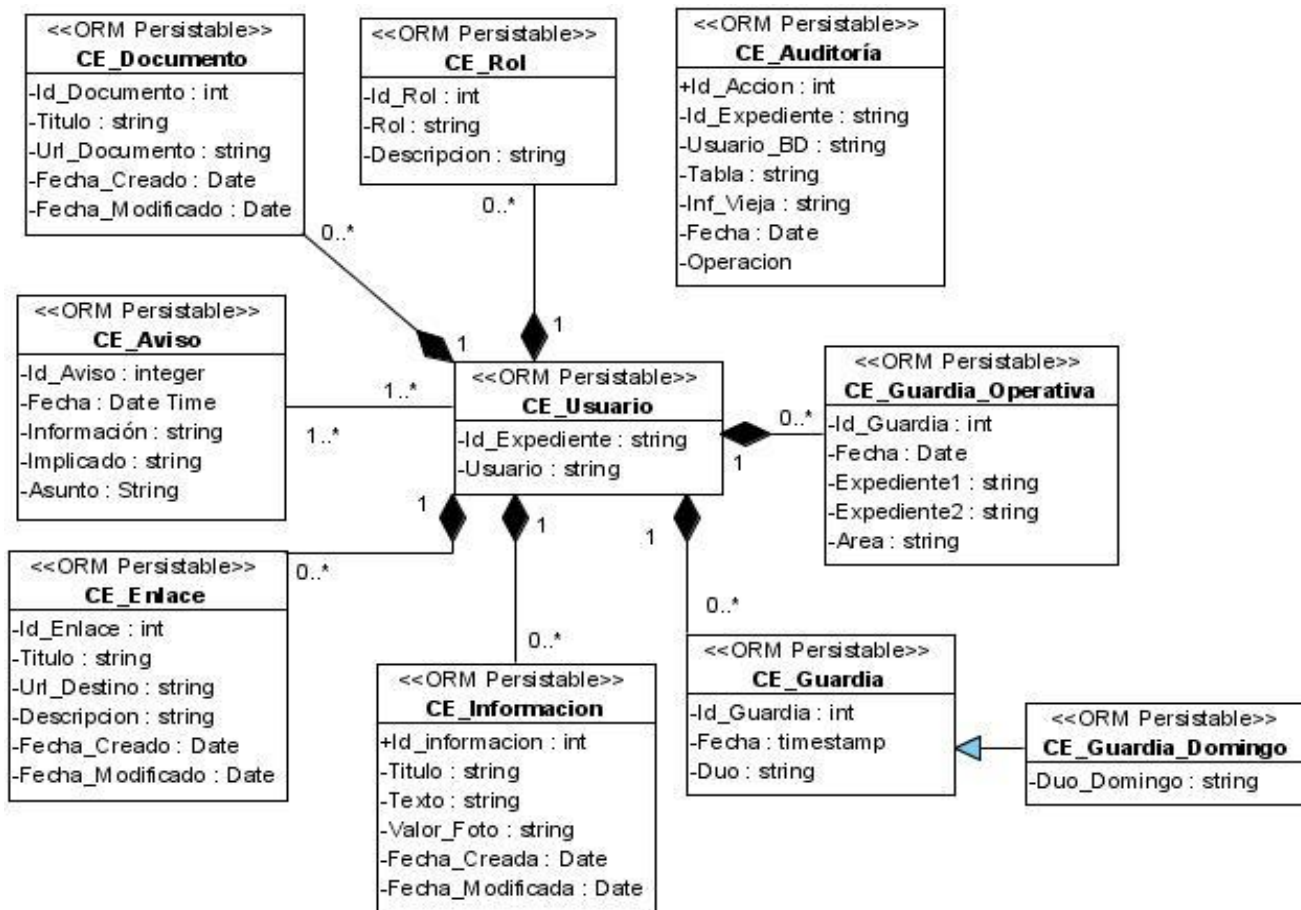 <<ORM Persistable>>
CE_Documento
-Id_Documento : int
-Titulo : string
-Url_Documento : string
-Fecha_Creado : Date
-Fecha_Modificado : Date
<<ORM Persistable>>
CE_Rol
-Id_Rol : int
-Rol : string
-Descripcion : string
<<ORM Persistable>>
CE_Auditoría
+Id_Accion : int
-Id_Expediente : string
-Usuario_BD : string
-Tabla : string
-Inf_Vieja : string
-Fecha : Date
-Operacion
0..*
0..*
1
1
<<ORM Persistable>>
CE_Aviso
-Id_Aviso : integer
-Fecha : Date Time
-Información : string
-Implicado : string
-Asunto : String
1..*
1..*
<<ORM Persistable>>
CE_Usuario
-Id_Expediente : string
-Usuario : string
0..*
1
<<ORM Persistable>>
CE_Guardia_Operativa
-Id_Guardia : int
-Fecha : Date
-Expediente1 : string
-Expediente2 : string
-Area : string
1
1
1
0..*
0..*
0..*
<<ORM Persistable>>
CE_Enlace
-Id_Enlace : int
-Titulo : string
-Url_Destino : string
-Descripcion : string
-Fecha_Creado : Date
-Fecha_Modificado : Date
<<ORM Persistable>>
CE_Informacion
+Id_informacion : int
-Titulo : string
-Texto : string
-Valor_Foto : string
-Fecha_Creada : Date
-Fecha_Modificada : Date
<<ORM Persistable>>
CE_Guardia
-Id_Guardia : int
-Fecha : timestamp
-Duo : string
<<ORM Persistable>>
CE_Guardia_Domingo
-Duo_Domingo : string